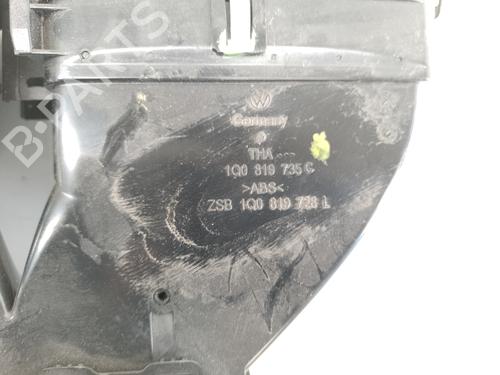 B-PARTS
Germany
THA
1Q0 819 735 C
>ABS<
ZSB 1Q0 819 728 L